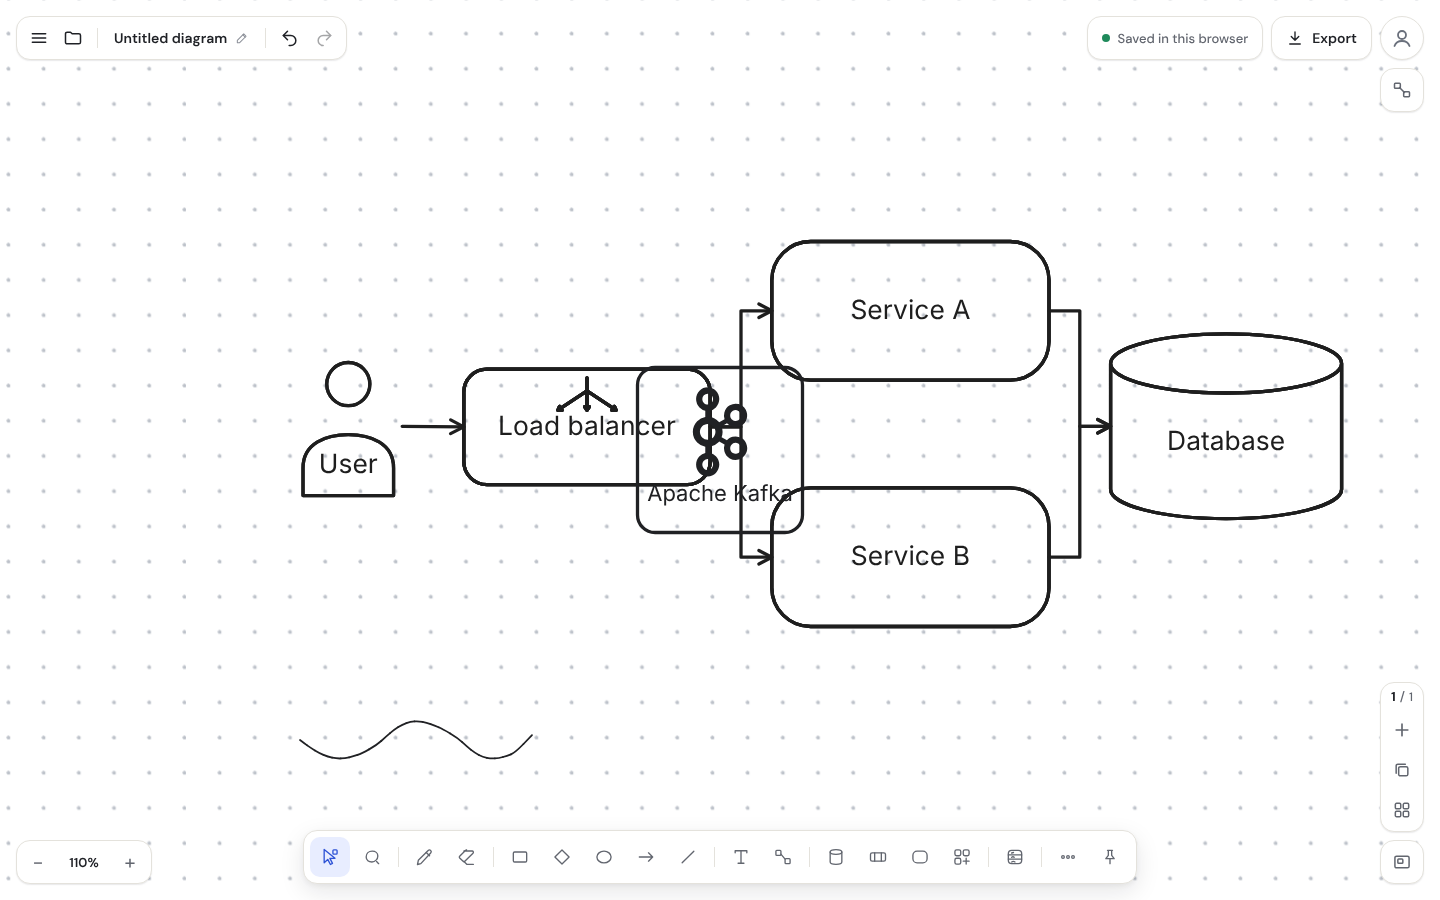 Untitled diagram
Saved in this browser
Export
Service A
Load balancer
User
Apache Kafka
Database
Service B
1 / 1
110%